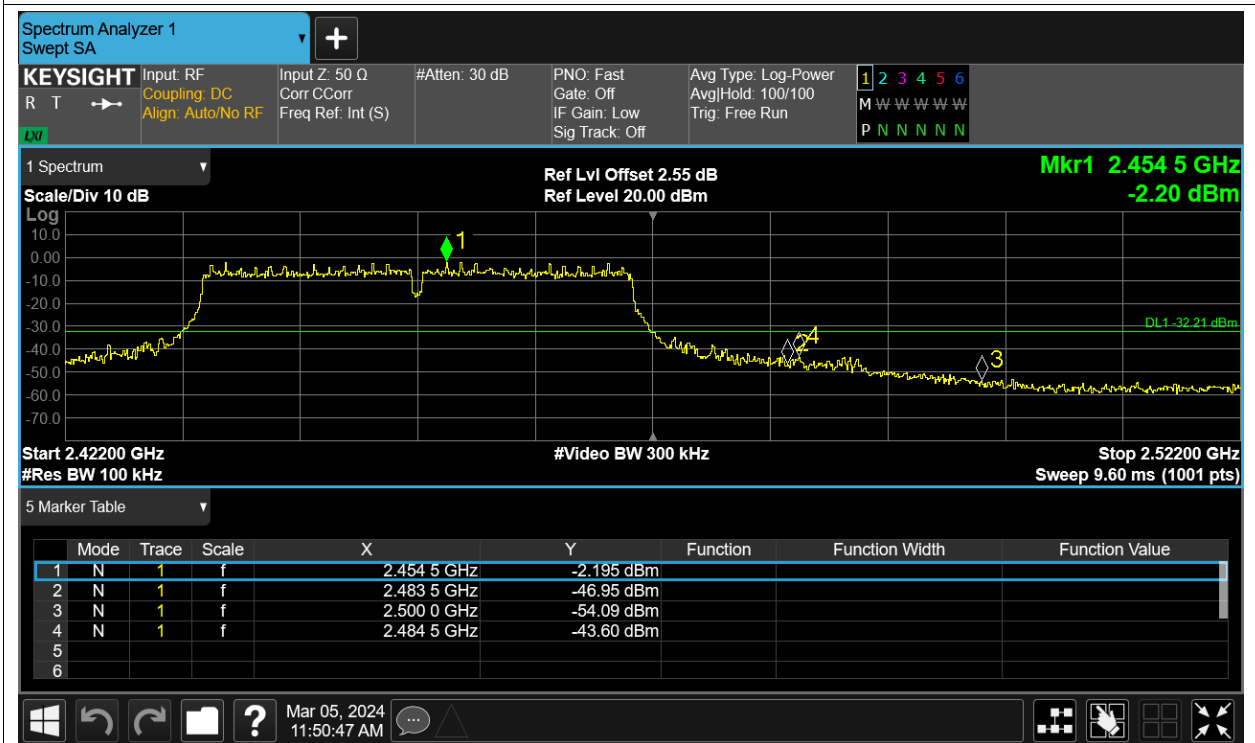 Spectrum Analyzer 1
Swept SA
KEYSIGHT
R T
LXI
Input: RF
Coupling: DC
Align: Auto/No RF
Input Z: 50 Ω
Corr CCorr
Freq Ref: Int (S)
#Atten: 30 dB
PNO: Fast
Gate: Off
IF Gain: Low
Sig Track: Off
Avg Type: Log-Power
Avg|Hold: 100/100
Trig: Free Run
1 2 3 4 5 6
M W W W W W
P N N N N N
1 Spectrum
Scale/Div 10 dB
Ref Lvl Offset 2.55 dB
Ref Level 20.00 dBm
Mkr1 2.454 5 GHz
-2.20 dBm
Log
10.0
0.00
-10.0
-20.0
-30.0
-40.0
-50.0
-60.0
-70.0
1
2
4
3
DL1 -32.21 dBm
Start 2.42200 GHz
#Res BW 100 kHz
#Video BW 300 kHz
Stop 2.52200 GHz
Sweep 9.60 ms (1001 pts)
5 Marker Table
Mode Trace Scale X Y Function Function Width Function Value
1 N 1 f 2.454 5 GHz -2.195 dBm
2 N 1 f 2.483 5 GHz -46.95 dBm
3 N 1 f 2.500 0 GHz -54.09 dBm
4 N 1 f 2.484 5 GHz -43.60 dBm
5
6
?
Mar 05, 2024
11:50:47 AM